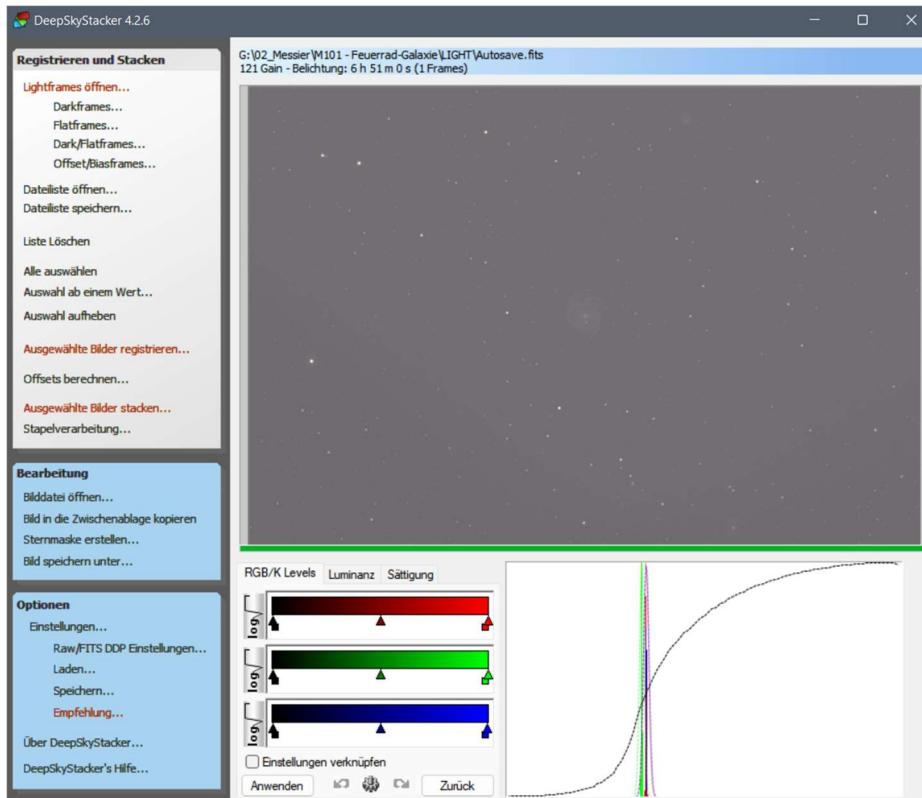 DeepSkyStacker 4.2.6
Registrieren und Stacken
Lightframes öffnen...
Darkframes...
Flatframes...
Dark/Flatframes...
Offset/Biasframes...
Dateiliste öffnen...
Dateiliste speichern...
Liste Löschen
Alle auswählen
Auswahl ab einem Wert...
Auswahl aufheben
Ausgewählte Bilder registrieren...
Offsets berechnen...
Ausgewählte Bilder stacken...
Stapelverarbeitung...
Bearbeitung
Bilddatei öffnen...
Bild in die Zwischenablage kopieren
Sternmaske erstellen...
Bild speichern unter...
Optionen
Einstellungen...
Raw/FITS DDP Einstellungen...
Laden...
Speichern...
Empfehlung...
Über DeepSkyStacker...
DeepSkyStacker's Hilfe...
G:\02_Messier\M101 - Feuerrad-Galaxie\LIGHT\Autosave.fits
121 Gain - Belichtung: 6 h 51 m 0 s (1 Frames)
RGB/K Levels Luminanz Sättigung
log
log
log
Einstellungen verknüpfen
Anwenden Zurück